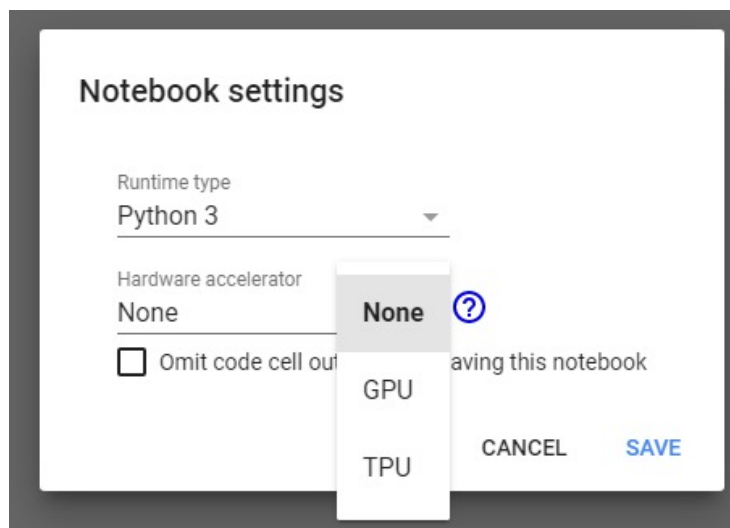 Notebook settings
Runtime type
Python 3
Hardware accelerator
None
None
?
Omit code cell out aving this notebook
GPU
TPU
CANCEL
SAVE